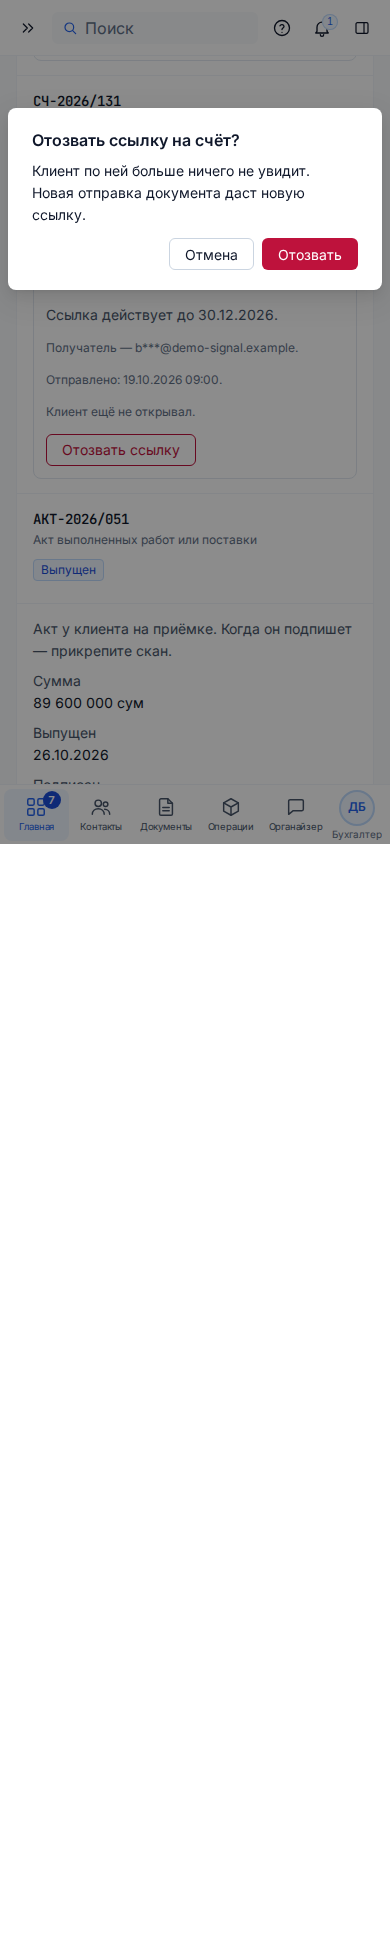 Поиск
1
СЧ-2026/131
Отозвать ссылку на счёт?
Клиент по ней больше ничего не увидит.
Новая отправка документа даст новую
ссылку.
Отмена
Отозвать
Ссылка действует до 30.12.2026.
Получатель — b***@demo-signal.example.
Отправлено: 19.10.2026 09:00.
Клиент ещё не открывал.
Отозвать ссылку
АКТ-2026/051
Акт выполненных работ или поставки
Выпущен
Акт у клиента на приёмке. Когда он подпишет
— прикрепите скан.
Сумма
89 600 000 сум
Выпущен
26.10.2026
Подписан
7
Главная
Контакты
Документы
Операции
Органайзер
ДБ
Бухгалтер